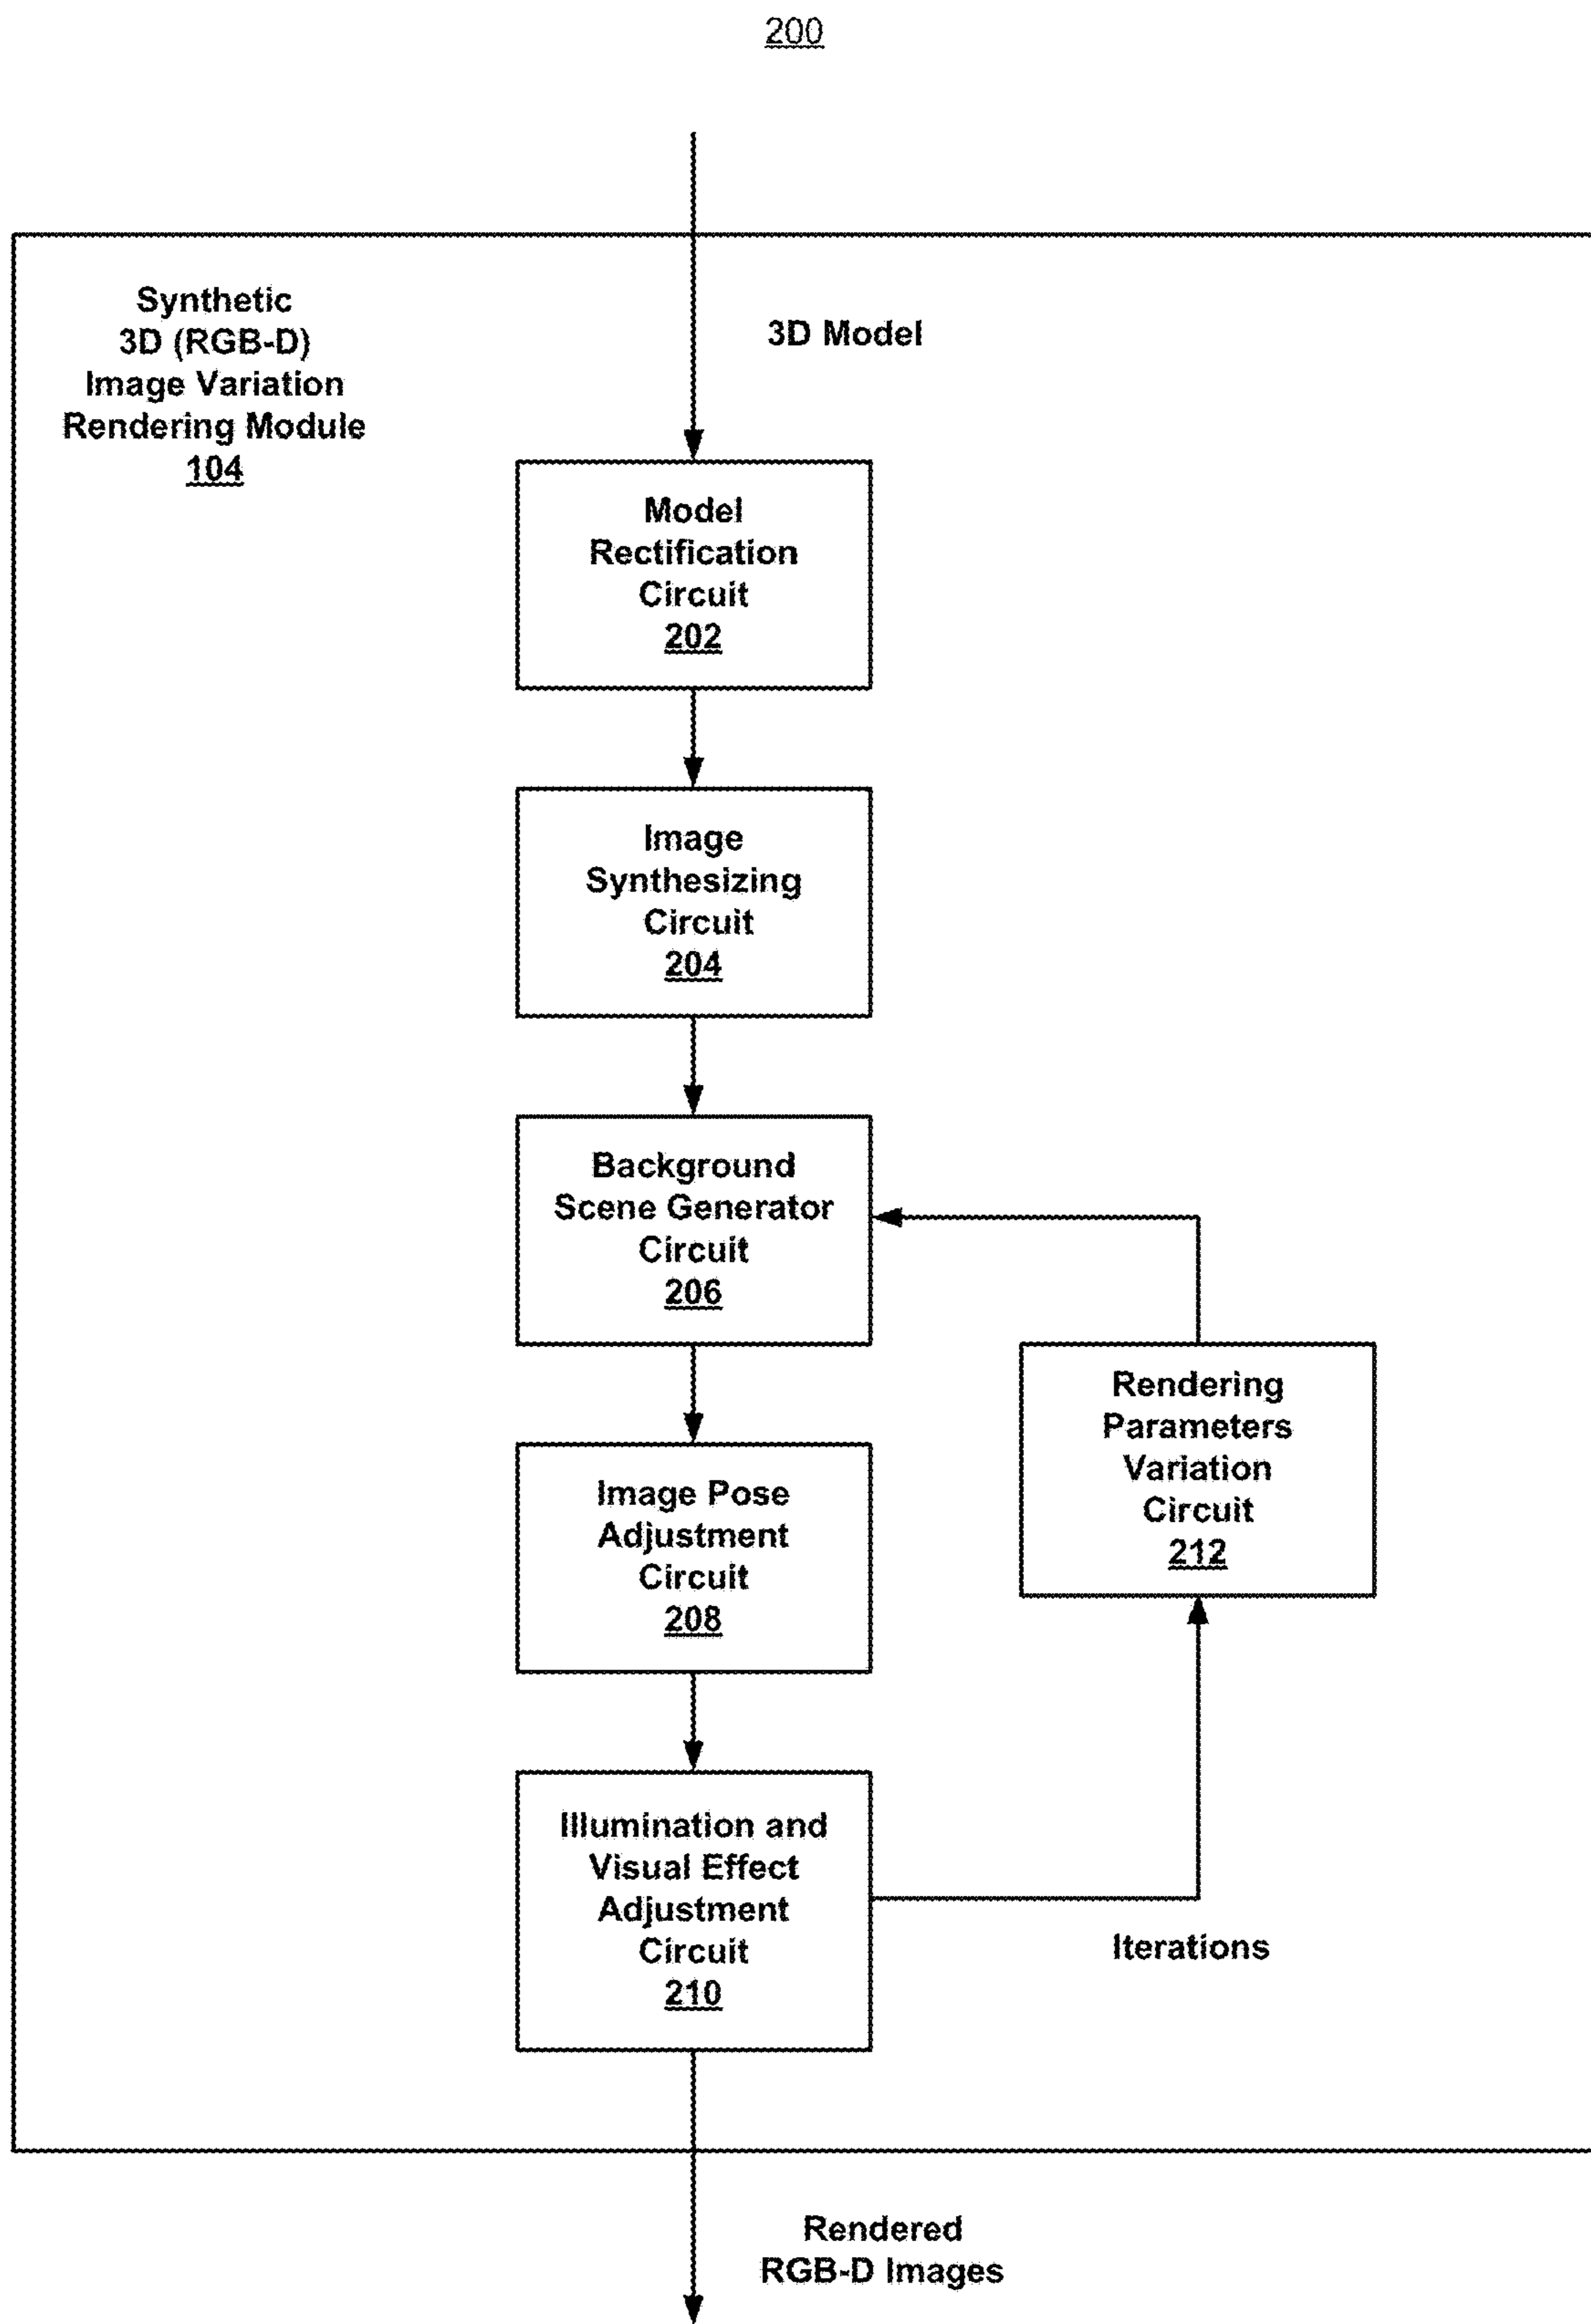 200
Synthetic
3D (RGB-D)
Image Variation
Rendering Module
104
3D Model
Model
Rectification
Circuit
202
Image
Synthesizing
Circuit
204
Background
Scene Generator
Circuit
206
Rendering
Parameters
Variation
Circuit
212
Image Pose
Adjustment
Circuit
208
Illumination and
Visual Effect
Adjustment
Circuit
210
Iterations
Rendered
RGB-D Images